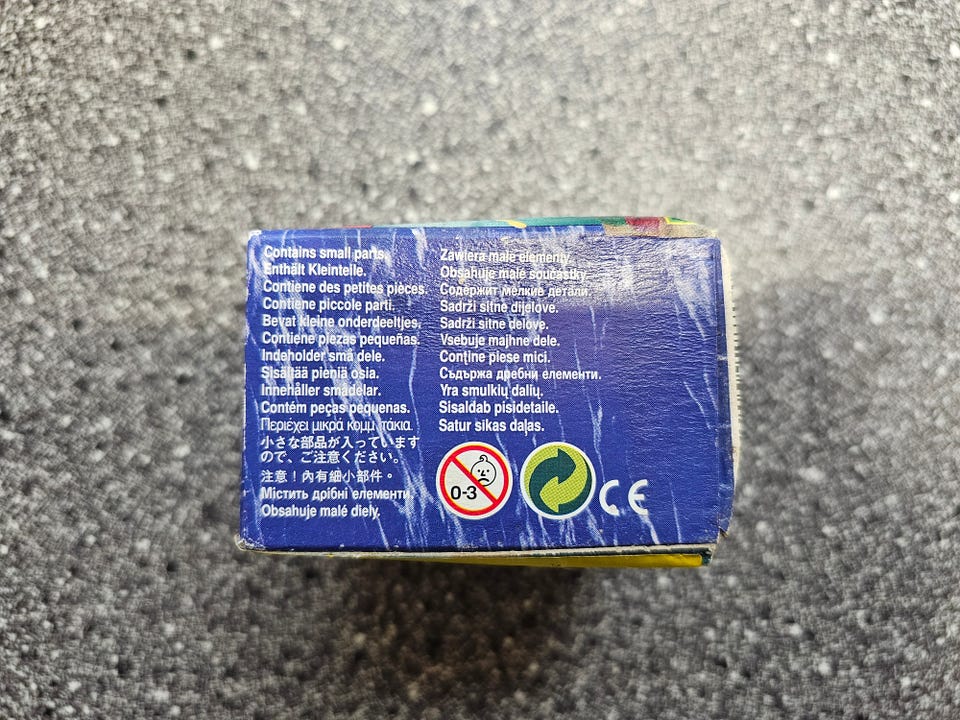 Contains small parts.
Enthält Kleinteile.
Contiene des petites pièces.
Contiene piccole parti.
Bevat kleine onderdeeltjes.
Contiene piezas pequeñas.
Indeholder små dele.
Sisältää pieniä osia.
Innehåller smådelar.
Contém peças pequenas.
Περιέχει μικρά κομμ τάκια.
小さな部品が入っています
ので、ご注意ください。
注意！內有細小部件。
Містить дрібні елементи.
Obsahuje malé diely.
Zawiera małe elementy.
Obsahuje malé součástky.
Содержит мелкие детали.
Sadrži sitne dijelove.
Sadrži sitne delove.
Vsebuje majhne dele.
Conţine piese mici.
Съдържа дребни елементи.
Yra smulkių dalių.
Sisaldab pisidetaile.
Satur sīkas daļas.
0-3
CE